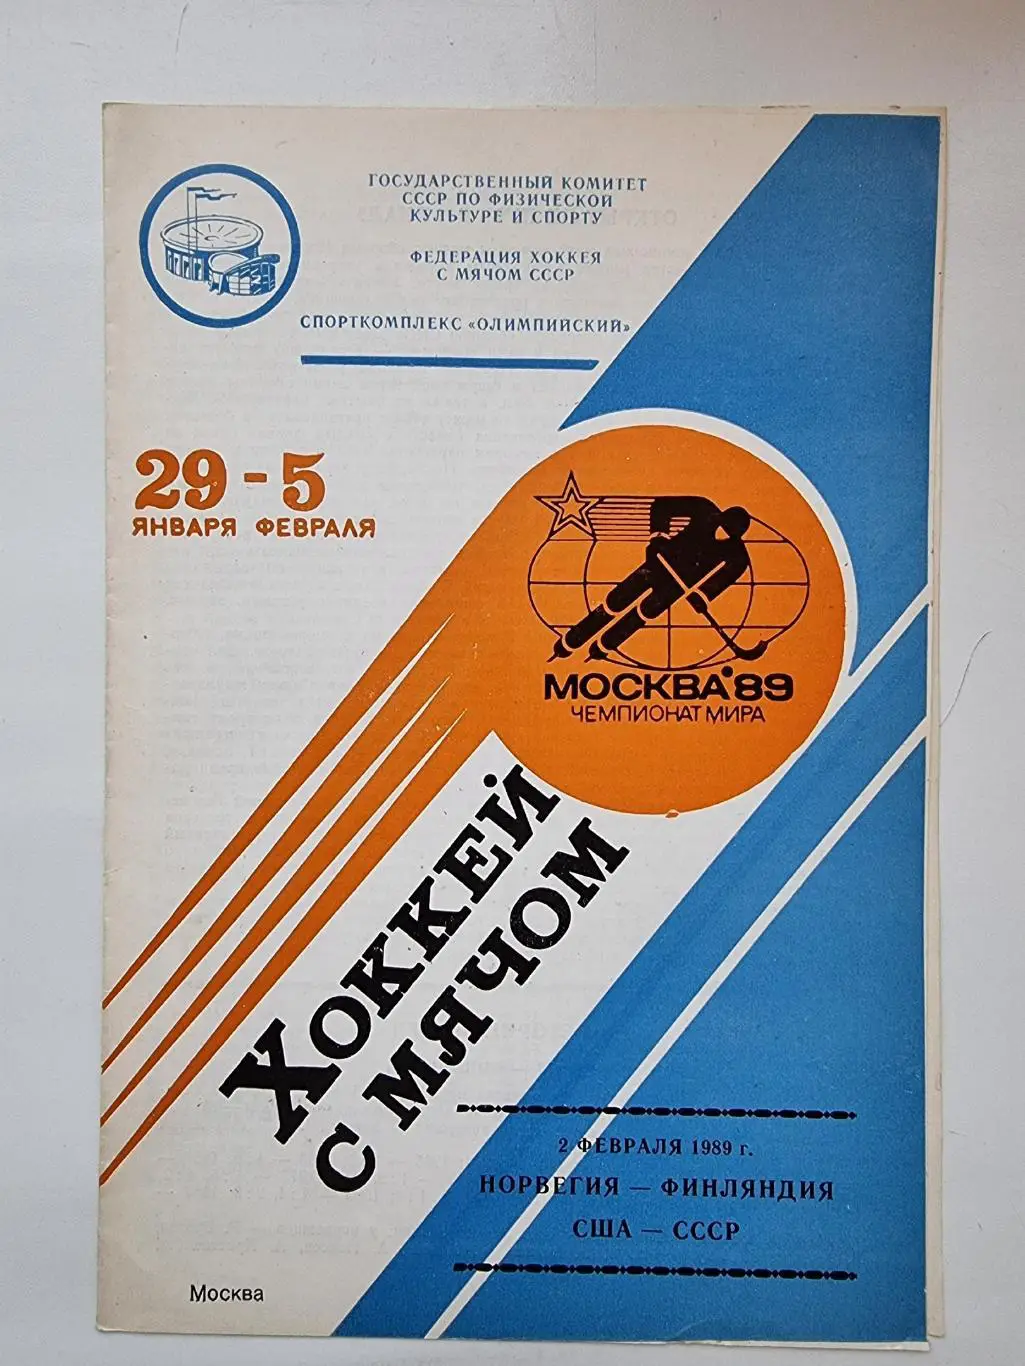 ГОСУДАРСТВЕННЫЙ КОМИТЕТ
СССР ПО ФИЗИЧЕСКОЙ
КУЛЬТУРЕ И СПОРТУ
ФЕДЕРАЦИЯ ХОККЕЯ
С МЯЧОМ СССР
СПОРТКОМПЛЕКС «ОЛИМПИЙСКИЙ»
29 - 5
ЯНВАРЯ ФЕВРАЛЯ
МОСКВА'89
ЧЕМПИОНАТ МИРА
ХОККЕЙ
С МЯЧОМ
2 ФЕВРАЛЯ 1989 г.
НОРВЕГИЯ — ФИНЛЯНДИЯ
США — СССР
Москва